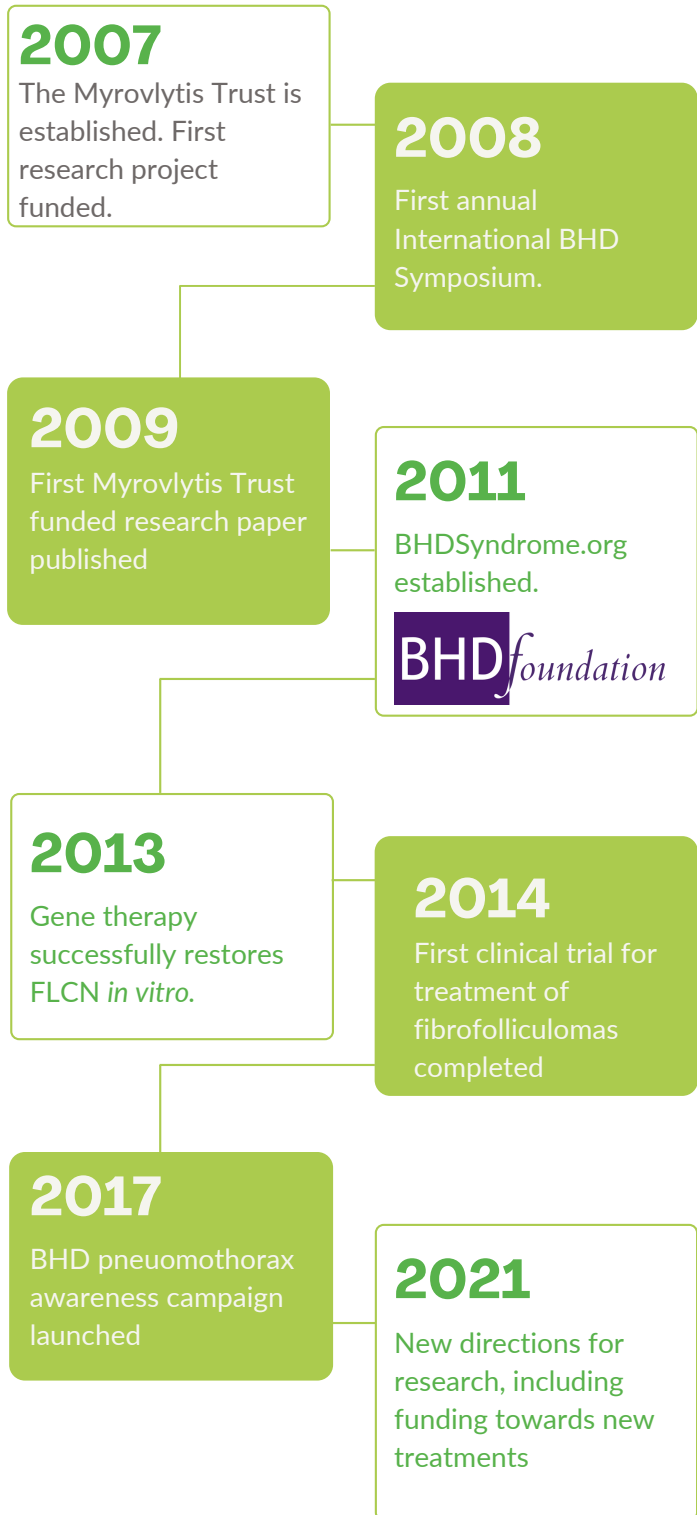 2007
The Myrovlytis Trust is
established. First
research project
funded.
2008
First annual
International BHD
Symposium.
2009
First Myrovlytis Trust
funded research paper
published
2011
BHDSyndrome.org
established.
BHDfoundation
2013
Gene therapy
successfully restores
FLCN in vitro.
2014
First clinical trial for
treatment of
fibrofolliculomas
completed
2017
BHD pneuomothorax
awareness campaign
launched
2021
New directions for
research, including
funding towards new
treatments